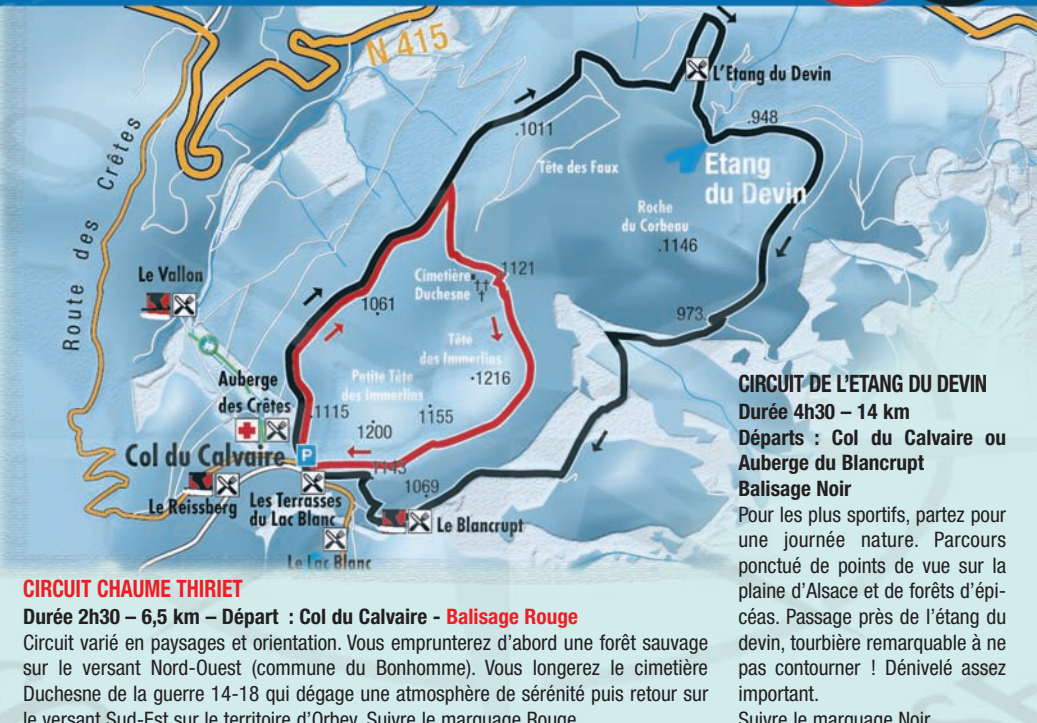 N 415
L'Etang du Devin
.948
.1011
Route des Crêtes
Tête des Faux
Etang
du Devin
Roche
du Corbeau
.1146
Le Vallon
Cimetière
Duchesne
1121
1061
973.
Tête
des Immerlins
·1216
Petite Tête
des Immerlins
Auberge
des Crêtes
.1115
1155
1200
P
Col du Calvaire
1143
1069
Le Reissberg
Les Terrasses
du Lac Blanc
Le Blancrupt
Le Lac Blanc
CIRCUIT DE L'ETANG DU DEVIN
Durée 4h30 – 14 km
Départs : Col du Calvaire ou
Auberge du Blancrupt
Balisage Noir
Pour les plus sportifs, partez pour
une journée nature. Parcours
ponctué de points de vue sur la
plaine d'Alsace et de forêts d'épi-
céas. Passage près de l'étang du
devin, tourbière remarquable à ne
pas contourner ! Dénivelé assez
important.
Suivre le marquage Noir
CIRCUIT CHAUME THIRIET
Durée 2h30 – 6,5 km – Départ : Col du Calvaire - Balisage Rouge
Circuit varié en paysages et orientation. Vous emprunterez d'abord une forêt sauvage
sur le versant Nord-Ouest (commune du Bonhomme). Vous longerez le cimetière
Duchesne de la guerre 14-18 qui dégage une atmosphère de sérénité puis retour sur
le versant Sud-Est sur le territoire d'Orbey. Suivre le marquage Rouge